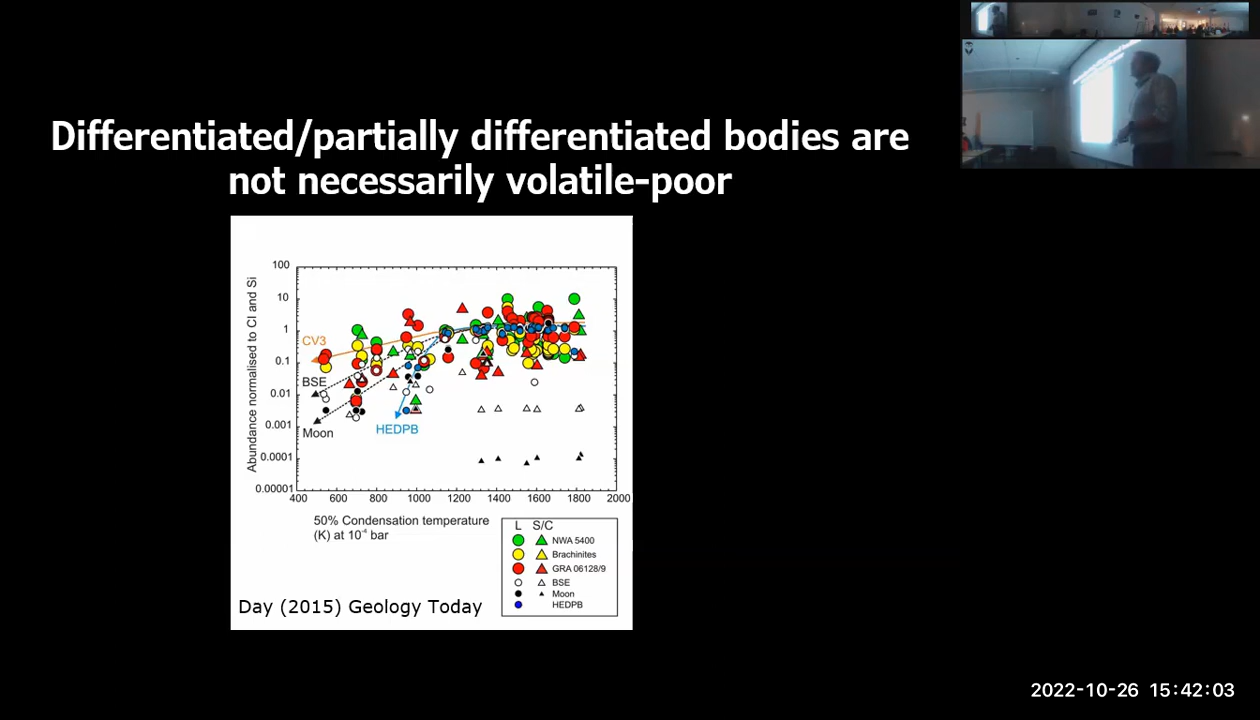 Differentiated/partially differentiated bodies are
not necessarily volatile-poor
100
10
1
0.1
0.01
0.001
0.0001
0.00001
Abundance normalised to CI and Si
CV3
BSE
Moon
HEDPB
400 600 800 1000 1200 1400 1600 1800 2000
50% Condensation temperature
(K) at 10⁻⁴ bar
L S/C
NWA 5400
Brachinites
GRA 06128/9
BSE
Moon
HEDPB
Day (2015) Geology Today
2022-10-26 15:42:03